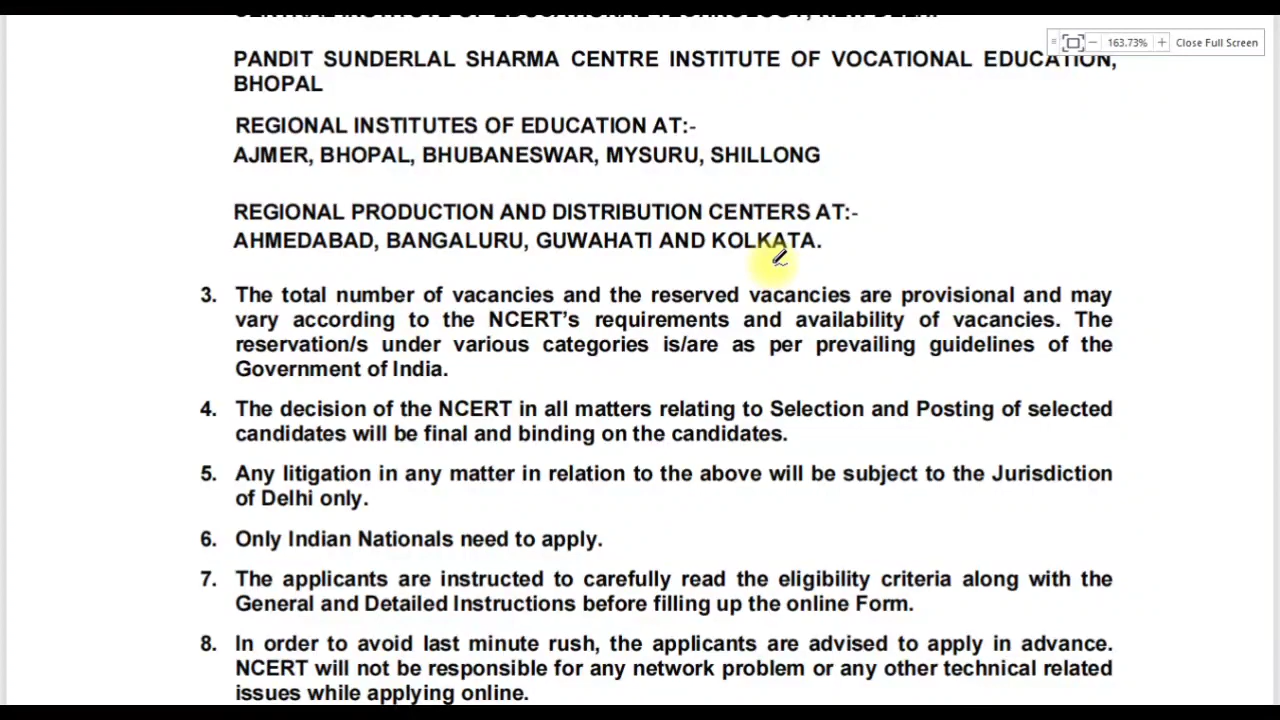 CENTRAL INSTITUTE OF EDUCATIONAL TECHNOLOGY, NEW DELHI
163.73%
Close Full Screen
PANDIT SUNDERLAL SHARMA CENTRE INSTITUTE OF VOCATIONAL EDUCATION,
BHOPAL
REGIONAL INSTITUTES OF EDUCATION AT:-
AJMER, BHOPAL, BHUBANESWAR, MYSURU, SHILLONG
REGIONAL PRODUCTION AND DISTRIBUTION CENTERS AT:-
AHMEDABAD, BANGALURU, GUWAHATI AND KOLKATA.
3. The total number of vacancies and the reserved vacancies are provisional and may
vary according to the NCERT’s requirements and availability of vacancies. The
reservation/s under various categories is/are as per prevailing guidelines of the
Government of India.
4. The decision of the NCERT in all matters relating to Selection and Posting of selected
candidates will be final and binding on the candidates.
5. Any litigation in any matter in relation to the above will be subject to the Jurisdiction
of Delhi only.
6. Only Indian Nationals need to apply.
7. The applicants are instructed to carefully read the eligibility criteria along with the
General and Detailed Instructions before filling up the online Form.
8. In order to avoid last minute rush, the applicants are advised to apply in advance.
NCERT will not be responsible for any network problem or any other technical related
issues while applying online.